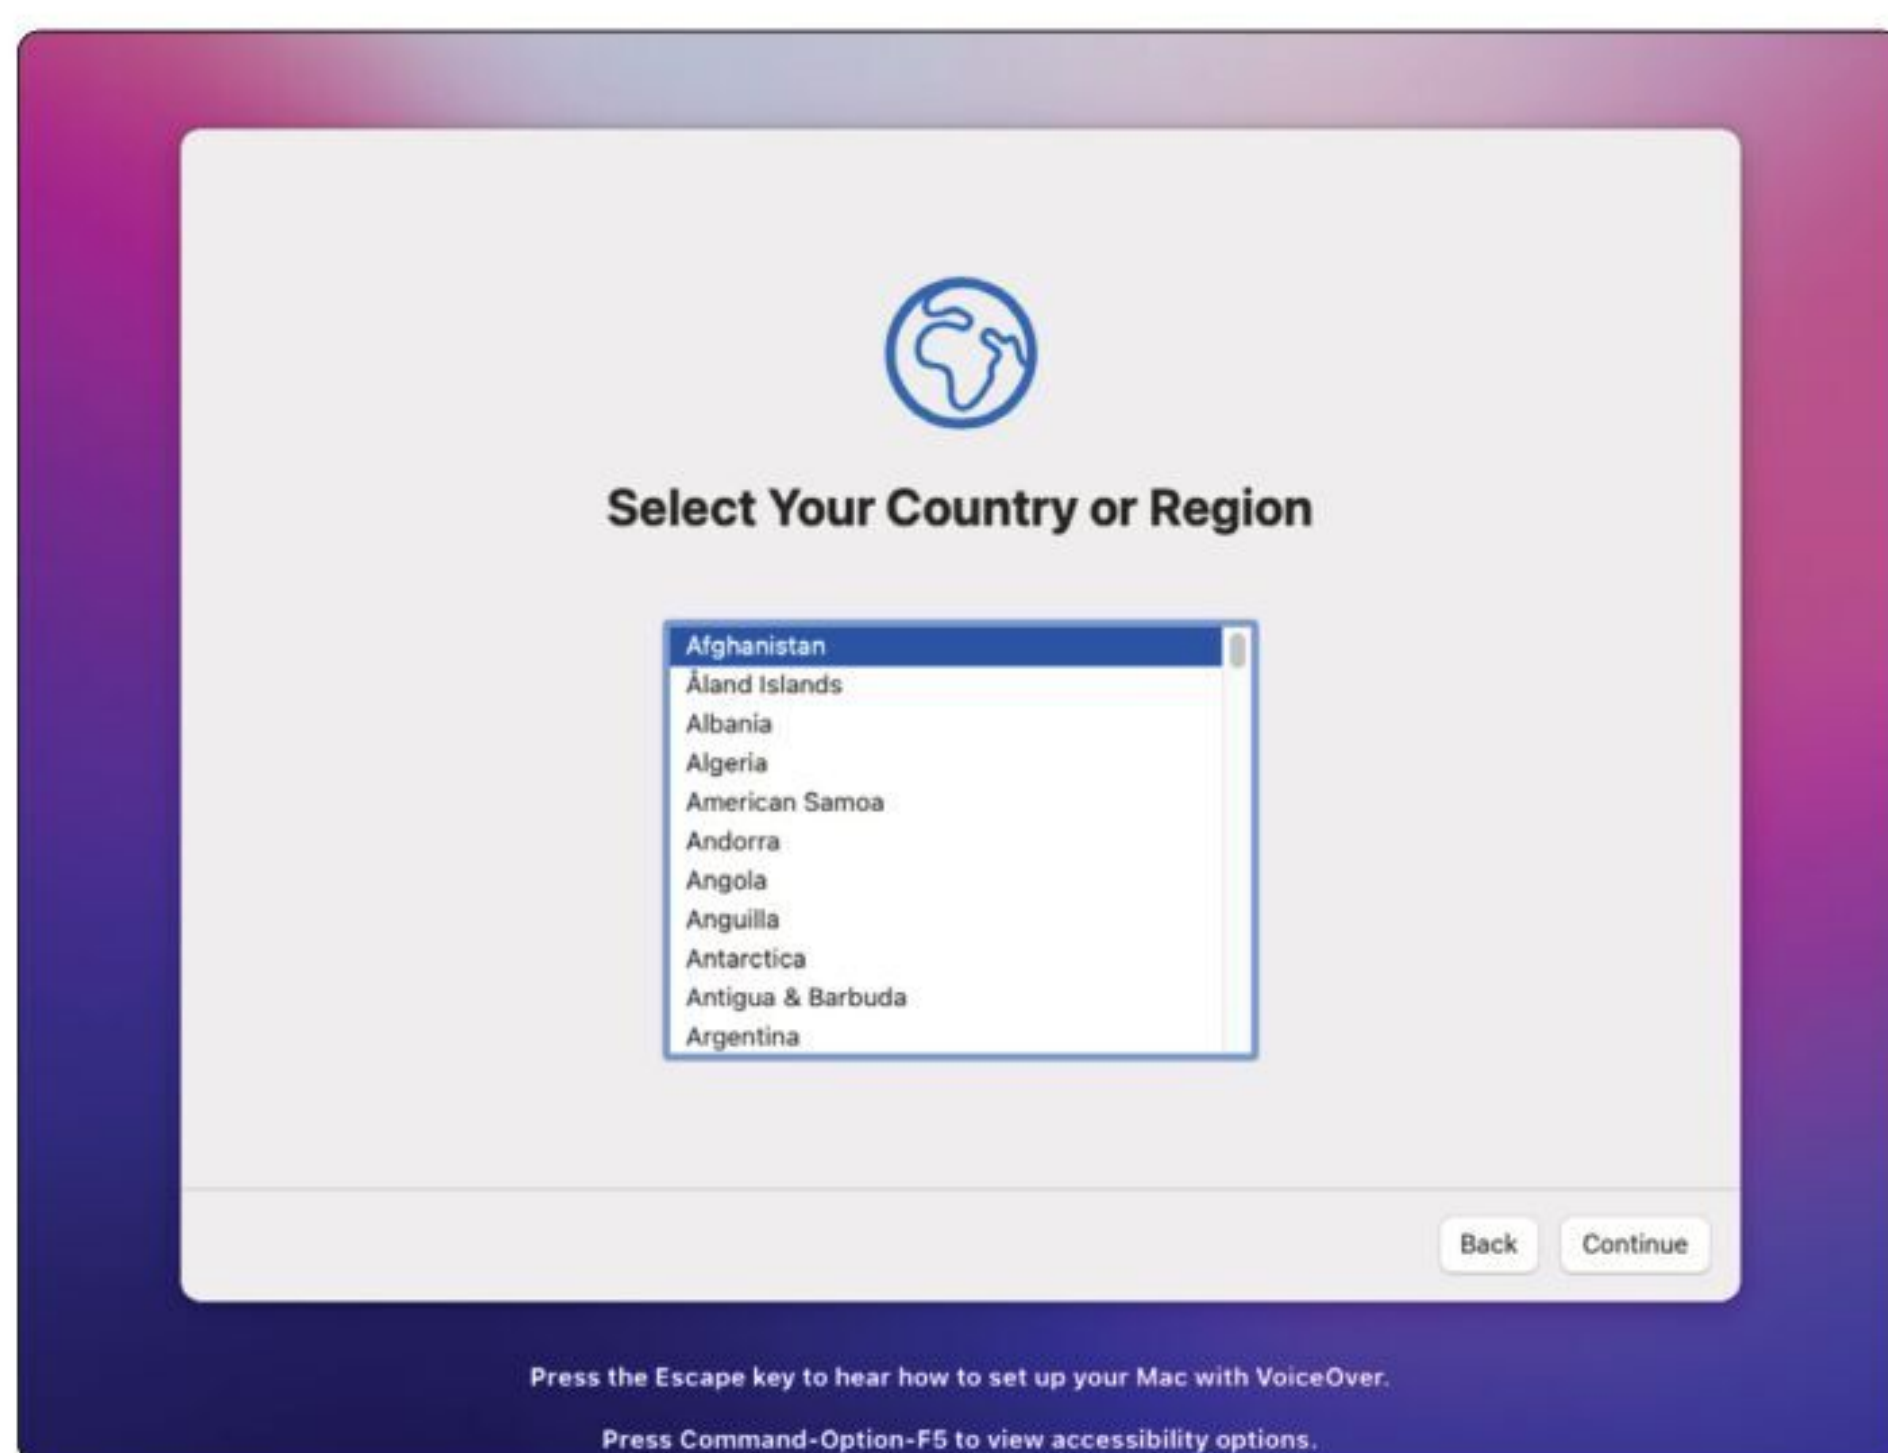 Select Your Country or Region
Afghanistan
Åland Islands
Albania
Algeria
American Samoa
Andorra
Angola
Anguilla
Antarctica
Antigua & Barbuda
Argentina
Back
Continue
Press the Escape key to hear how to set up your Mac with VoiceOver.
Press Command-Option-F5 to view accessibility options.